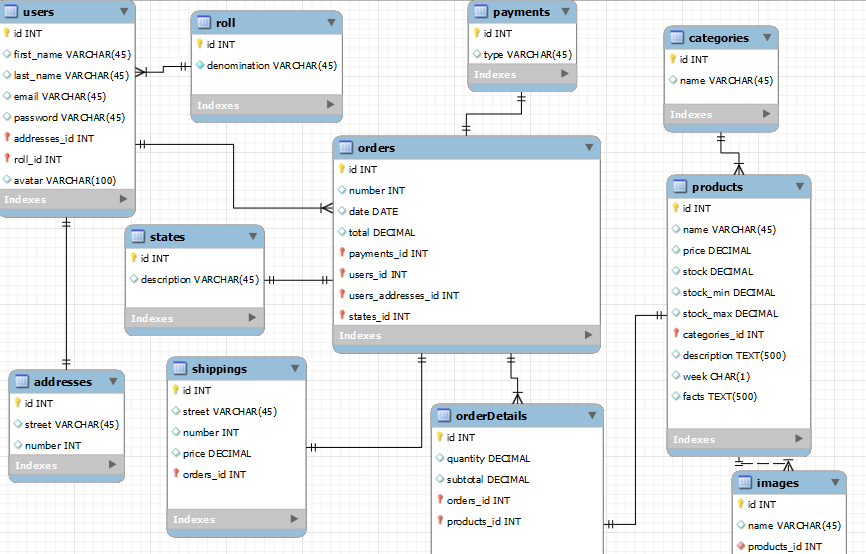 users
id INT
first_name VARCHAR(45)
last_name VARCHAR(45)
email VARCHAR(45)
password VARCHAR(45)
addresses_id INT
roll_id INT
avatar VARCHAR(100)
Indexes
roll
id INT
denomination VARCHAR(45)
Indexes
payments
id INT
type VARCHAR(45)
Indexes
categories
id INT
name VARCHAR(45)
Indexes
orders
id INT
number INT
date DATE
total DECIMAL
payments_id INT
users_id INT
users_addresses_id INT
states_id INT
Indexes
products
id INT
name VARCHAR(45)
price DECIMAL
stock DECIMAL
stock_min DECIMAL
stock_max DECIMAL
categories_id INT
description TEXT(500)
week CHAR(1)
facts TEXT(500)
Indexes
states
id INT
description VARCHAR(45)
Indexes
addresses
id INT
street VARCHAR(45)
number INT
Indexes
shippings
id INT
street VARCHAR(45)
number INT
price DECIMAL
orders_id INT
Indexes
orderDetails
id INT
quantity DECIMAL
subtotal DECIMAL
orders_id INT
products_id INT
images
id INT
name VARCHAR(45)
products_id INT